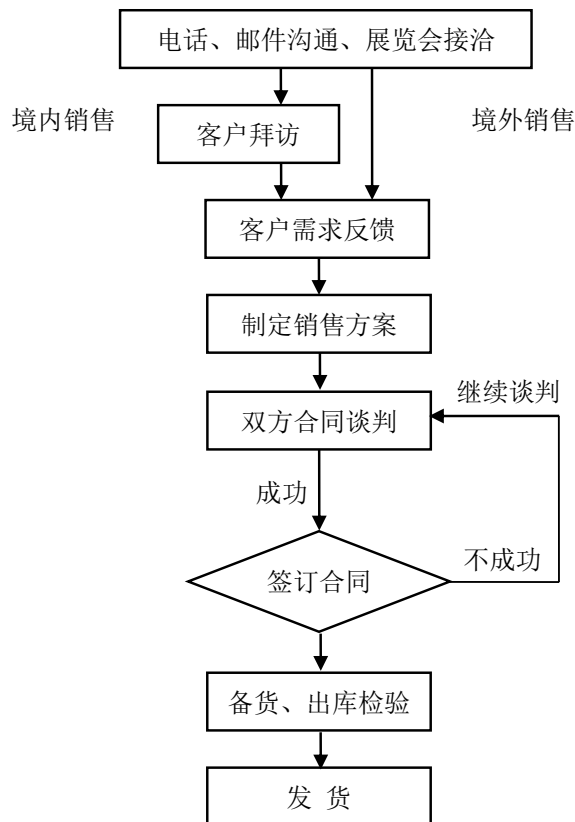 电话、邮件沟通、展览会接洽
境内销售
客户拜访
境外销售
客户需求反馈
制定销售方案
继续谈判
双方合同谈判
成功
不成功
签订合同
备货、出库检验
发 货